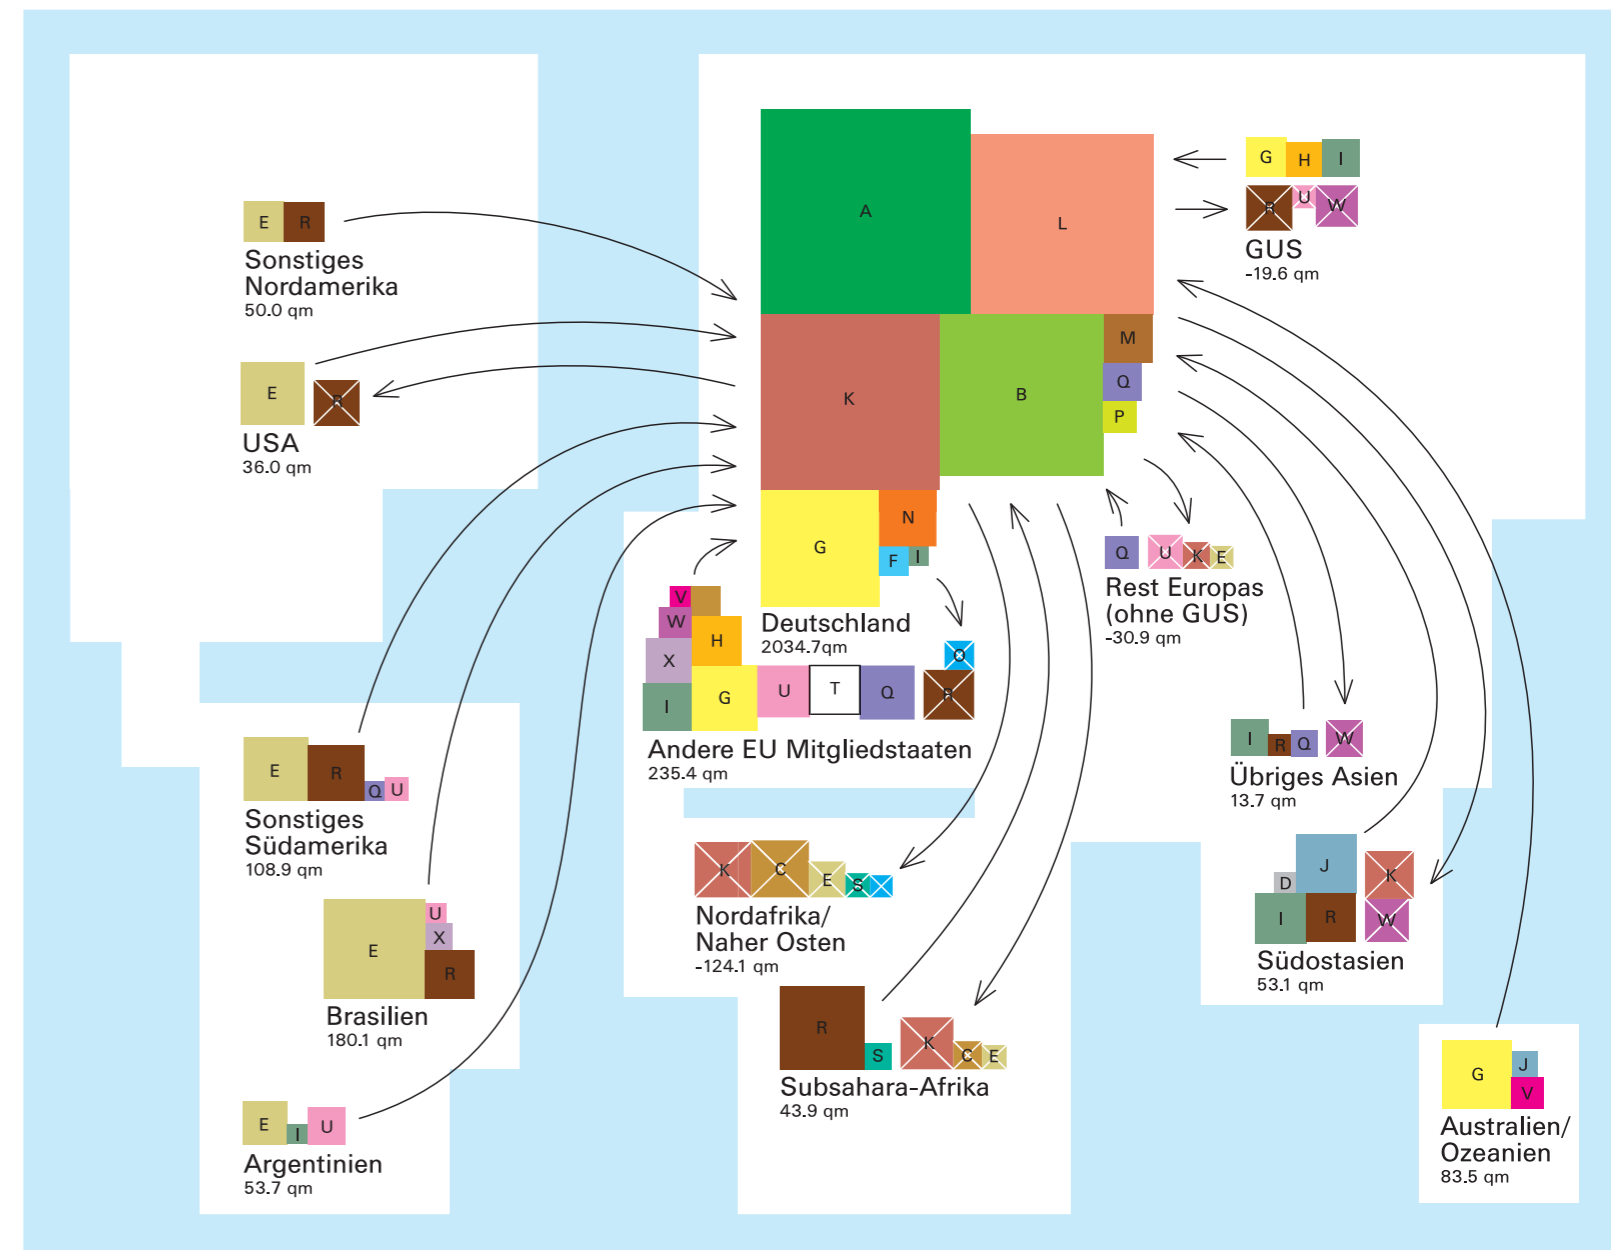 E R
Sonstiges
Nordamerika
50.0 qm
E R
USA
36.0 qm
A L
K B M
Q
P
G N
F I
Deutschland
2034.7qm
G H I
R U W
GUS
-19.6 qm
V
W H
X
I G U T Q R O
Andere EU Mitgliedstaaten
235.4 qm
Q U K E
Rest Europas
(ohne GUS)
-30.9 qm
E R Q U
Sonstiges
Südamerika
108.9 qm
I R Q W
Übriges Asien
13.7 qm
K C E S
Nordafrika/
Naher Osten
-124.1 qm
J K
D
I R W
Südostasien
53.1 qm
E U
X
R
Brasilien
180.1 qm
R S K C E
Subsahara-Afrika
43.9 qm
G J
V
Australien/
Ozeanien
83.5 qm
E I U
Argentinien
53.7 qm